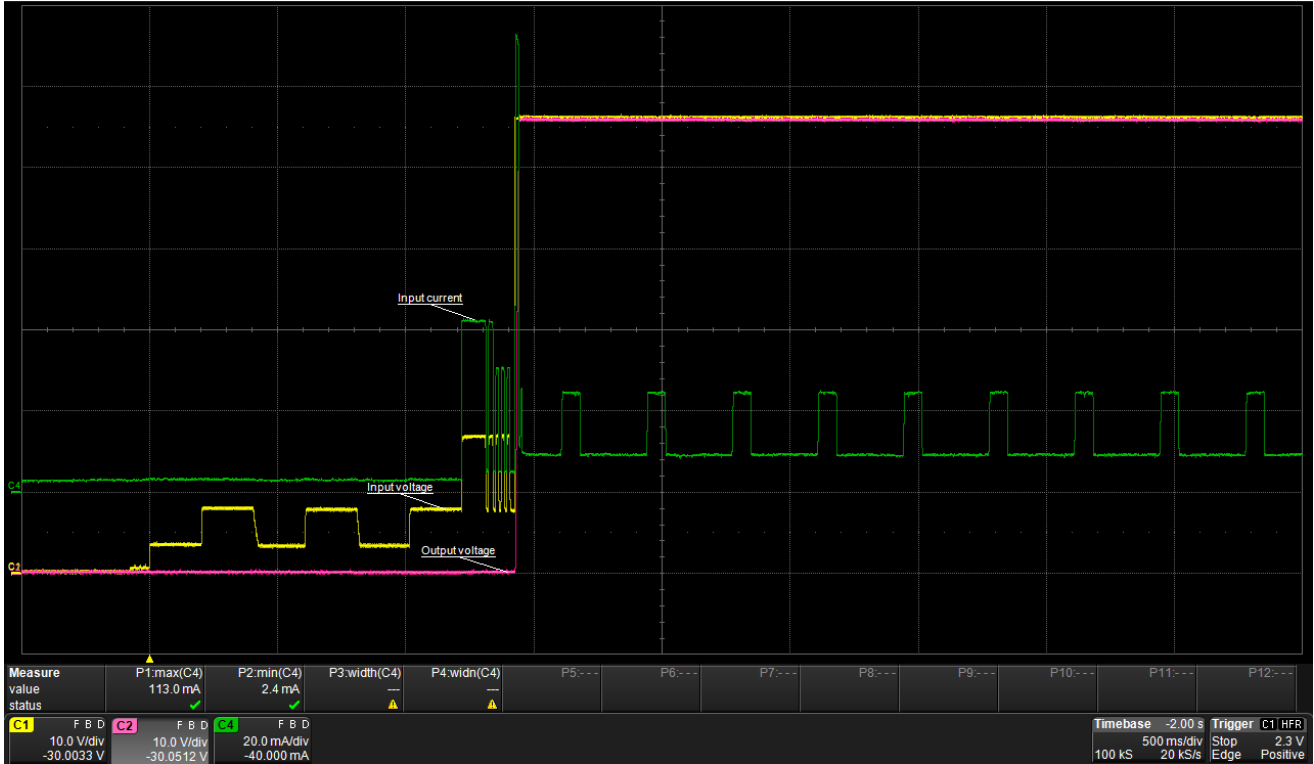 Input current
C4
Input voltage
Output voltage
C2
Measure P1:max(C4) P2:min(C4) P3:width(C4) P4:widn(C4) P5:--- P6:--- P7:--- P8:--- P9:--- P10:--- P11:--- P12:---
value 113.0 mA 2.4 mA --- ---
status
C1 F B D C2 F B D C4 F B D Timebase -2.00 s Trigger C1 HFR
10.0 V/div 10.0 V/div 20.0 mA/div 500 ms/div Stop 2.3 V
-30.0033 V -30.0512 V -40.000 mA 100 kS 20 kS/s Edge Positive